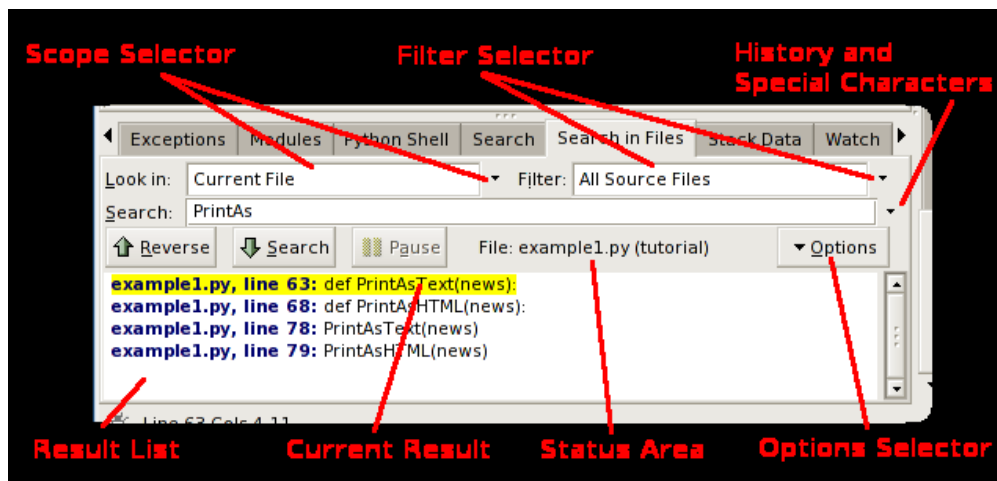 Scope Selector
Filter Selector
History and
Special Characters
Exceptions Modules Python Shell Search Search in Files Stack Data Watch
Look in: Current File Filter: All Source Files
Search: PrintAs
Reverse Search Pause File: example1.py (tutorial) Options
example1.py, line 63: def PrintAsText(news):
example1.py, line 68: def PrintAsHTML(news):
example1.py, line 78: PrintAsText(news)
example1.py, line 79: PrintAsHTML(news)
Line 63 Cols 4-11
Result List
Current Result
Status Area
Options Selector